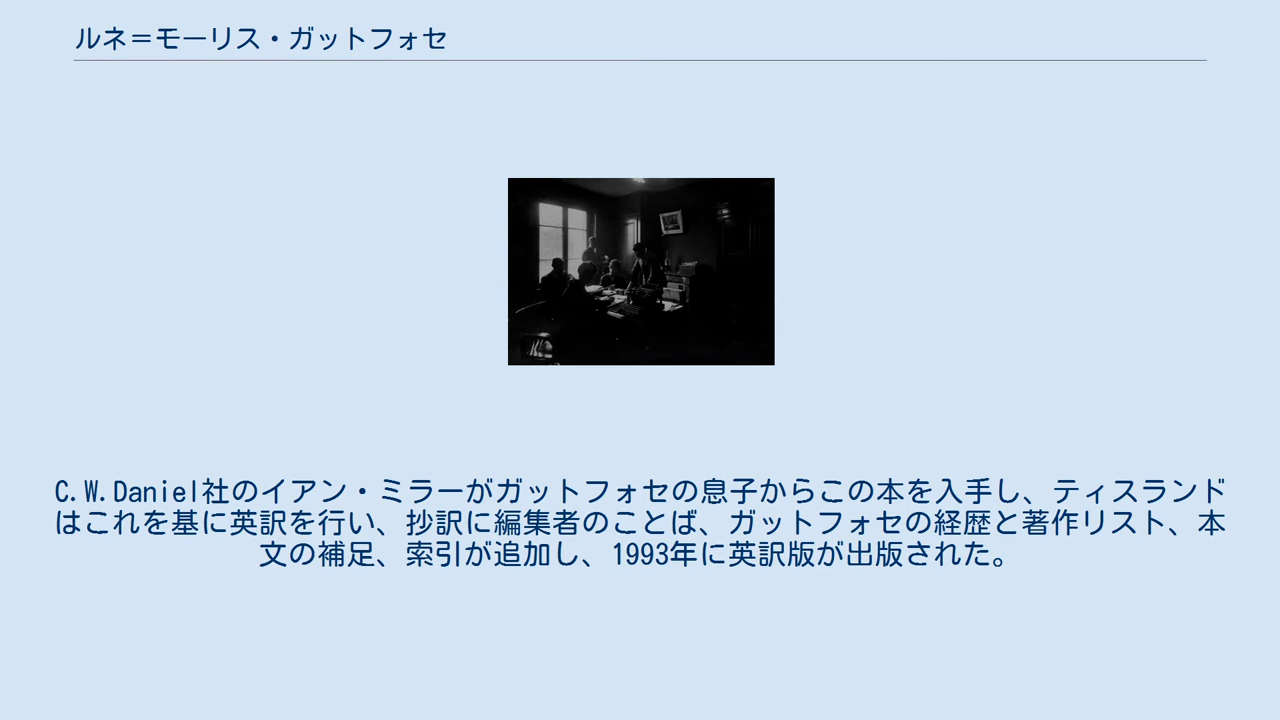 ルネ＝モーリス・ガットフォセ
C.W.Daniel社のイアン・ミラーがガットフォセの息子からこの本を入手し、ティスランド
はこれを基に英訳を行い、抄訳に編集者のことば、ガットフォセの経歴と著作リスト、本
文の補足、索引が追加し、1993年に英訳版が出版された。